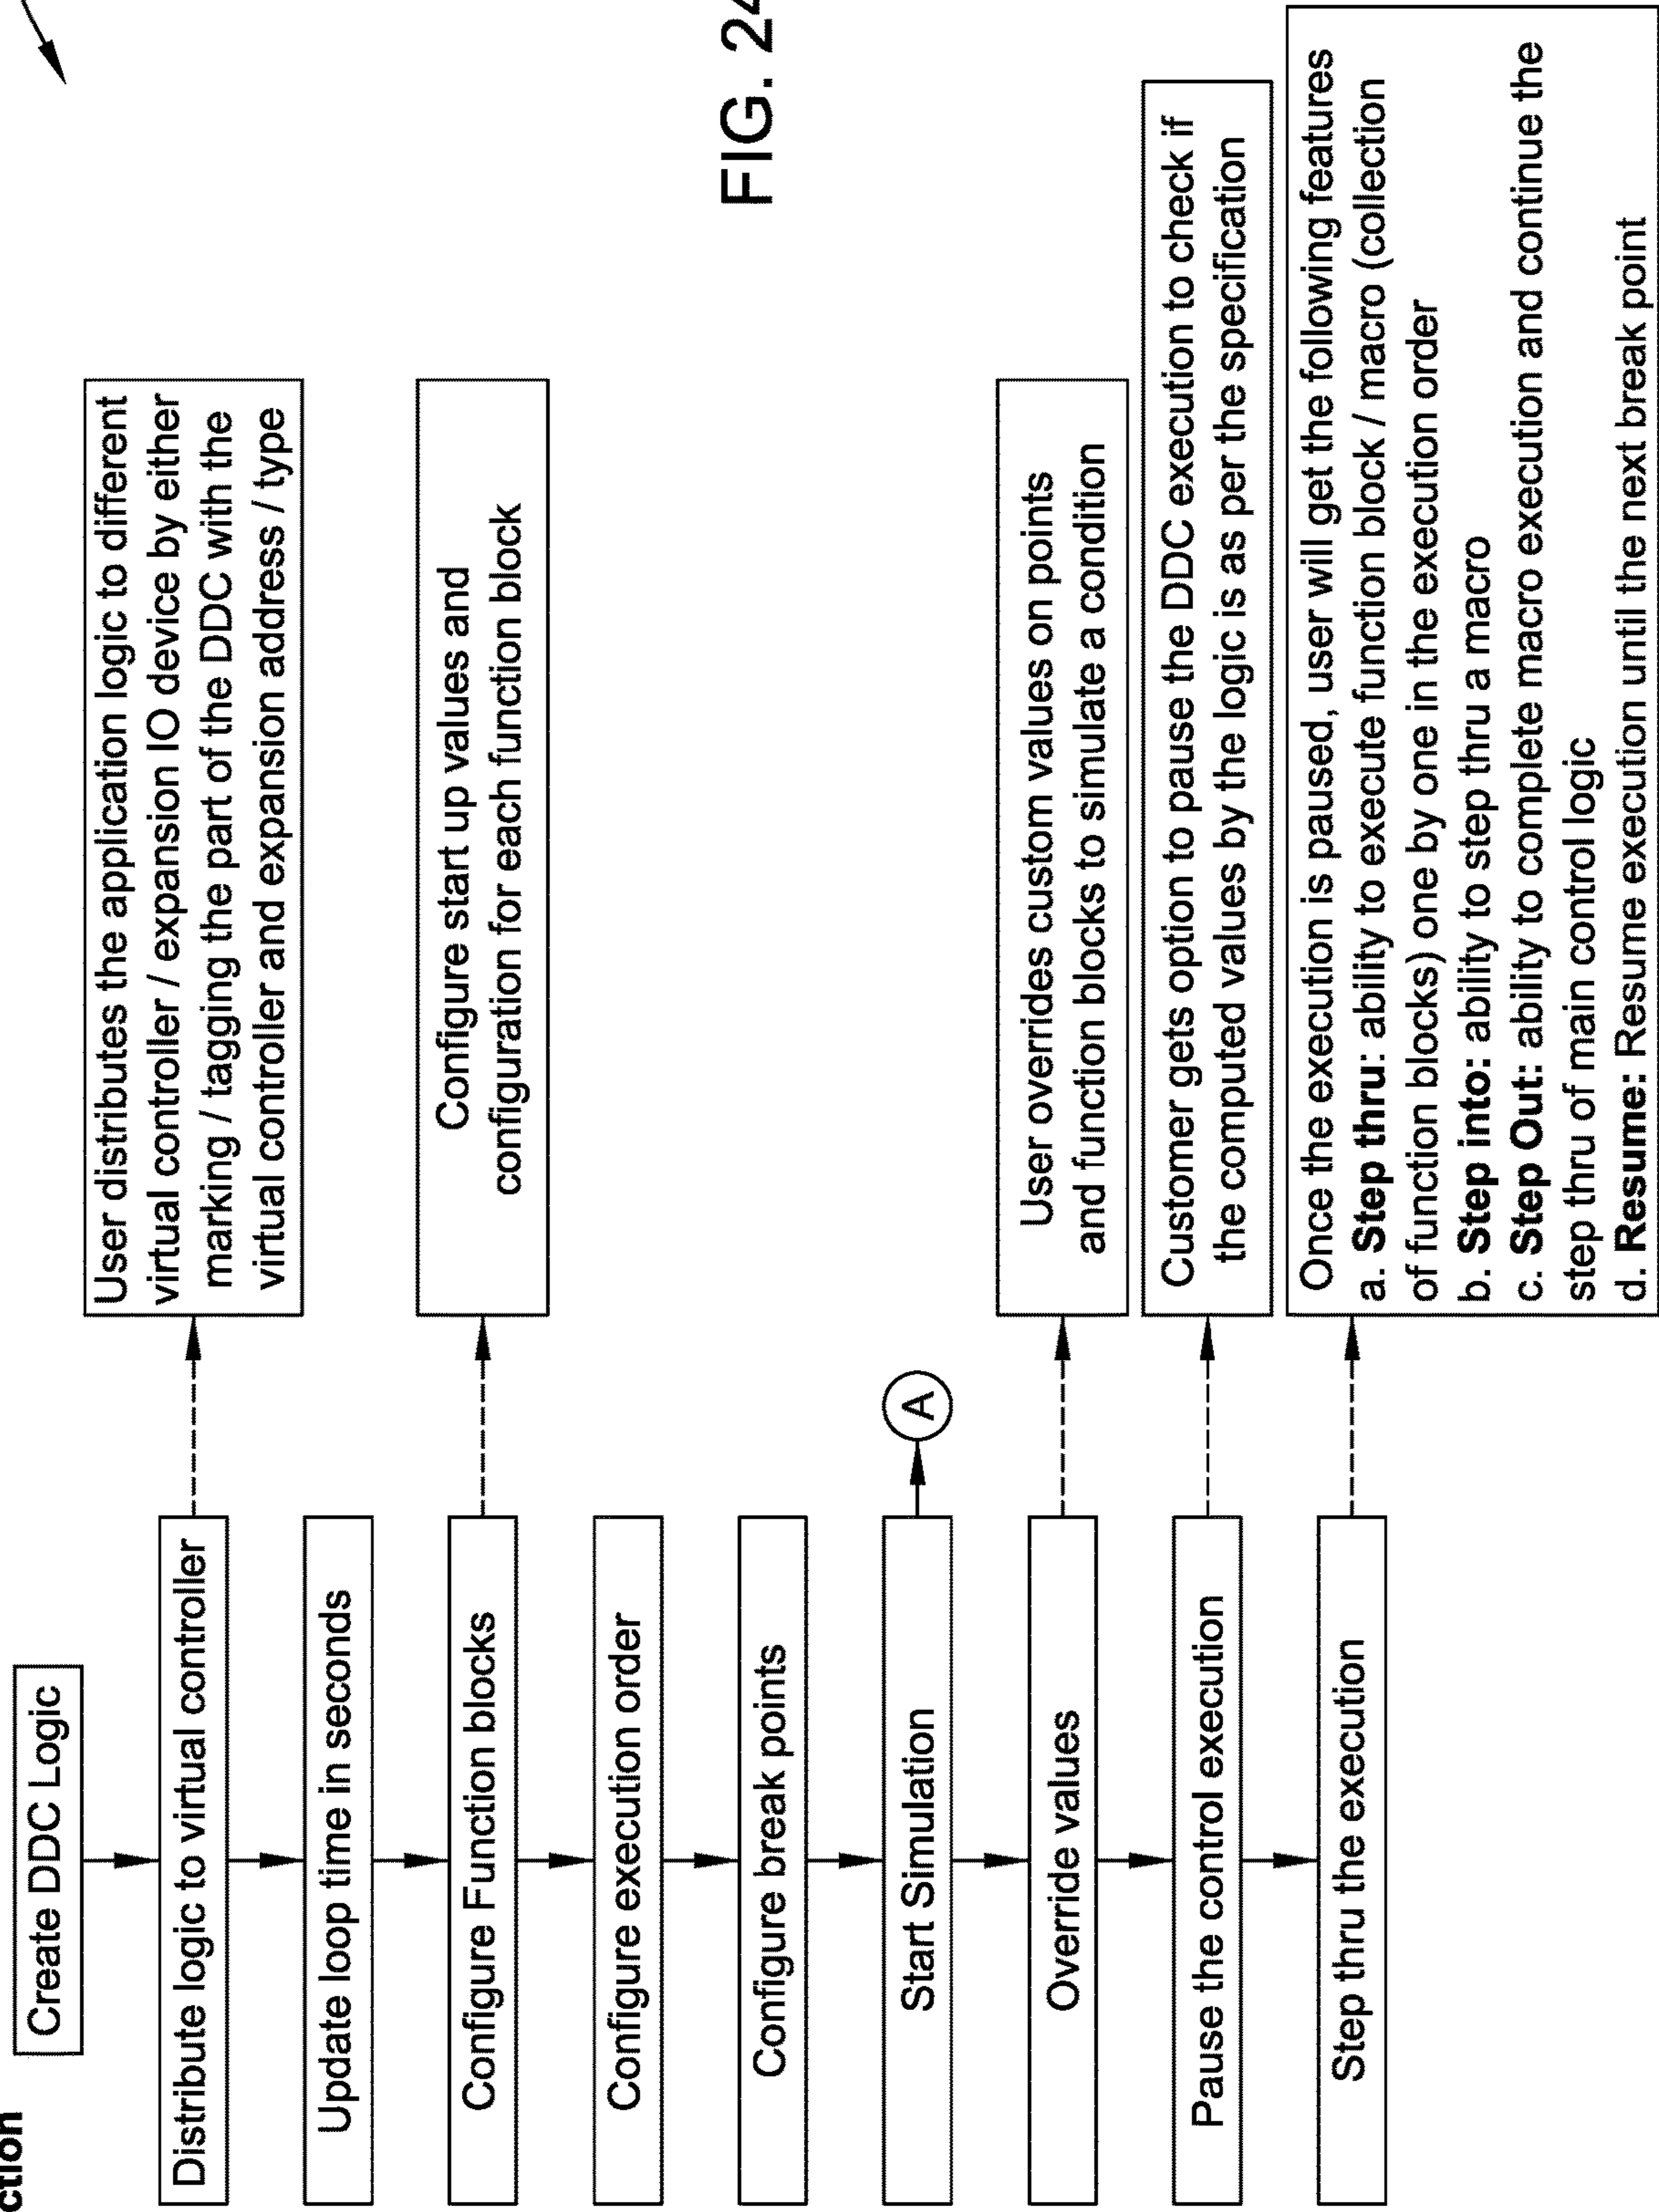 ction
Create DDC Logic
Distribute logic to virtual controller
User distributes the application logic to different
virtual controller / expansion IO device by either
marking / tagging the part of the DDC with the
virtual controller and expansion address / type
Update loop time in seconds
Configure Function blocks
Configure start up values and
configuration for each function block
Configure execution order
Configure break points
Start Simulation
A
Override values
User overrides custom values on points
and function blocks to simulate a condition
Pause the control execution
Customer gets option to pause the DDC execution to check if
the computed values by the logic is as per the specification
Step thru the execution
Once the execution is paused, user will get the following features
a. Step thru: ability to execute function block / macro (collection
of function blocks) one by one in the execution order
b. Step into: ability to step thru a macro
c. Step Out: ability to complete macro execution and continue the
step thru of main control logic
d. Resume: Resume execution until the next break point
FIG. 24